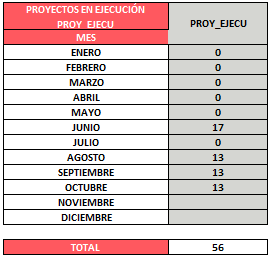 PROYECTOS EN EJECUCIÓN
PROY_EJECU PROY_EJECU
MES
ENERO 0
FEBRERO 0
MARZO 0
ABRIL 0
MAYO 0
JUNIO 17
JULIO 0
AGOSTO 13
SEPTIEMBRE 13
OCTUBRE 13
NOVIEMBRE
DICIEMBRE
TOTAL 56